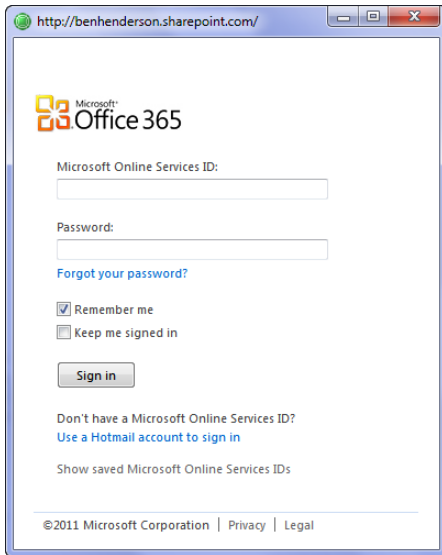 http://benhenderson.sharepoint.com/
Microsoft®
Office 365
Microsoft Online Services ID:
Password:
Forgot your password?
Remember me
Keep me signed in
Sign in
Don't have a Microsoft Online Services ID?
Use a Hotmail account to sign in
Show saved Microsoft Online Services IDs
©2011 Microsoft Corporation | Privacy | Legal